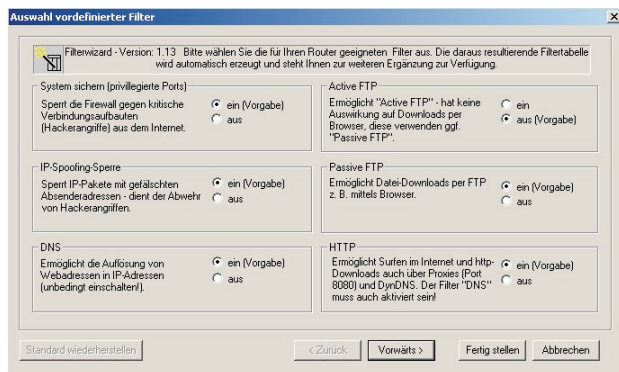 Auswahl vordefinierter Filter
Filterwizard - Version: 1.13 Bitte wählen Sie die für Ihren Router geeigneten Filter aus. Die daraus resultierende Filtertabelle
wird automatisch erzeugt und steht Ihnen zur weiteren Ergänzung zur Verfügung.
System sichern (privillegierte Ports)
Sperrt die Firewall gegen kritische
Verbindungsaufbauten
(Hackerangriffe) aus dem Internet.
ein (Vorgabe)
aus
Active FTP
Ermöglicht "Active FTP" - hat keine
Auswirkung auf Downloads per
Browser, diese verwenden ggf.
"Passive FTP".
ein
aus (Vorgabe)
IP-Spoofing-Sperre
Sperrt IP-Pakete mit gefälschten
Absenderadressen - dient der Abwehr
von Hackerangriffen.
ein (Vorgabe)
aus
Passive FTP
Ermöglicht Datei-Downloads per FTP
z. B. mittels Browser.
ein (Vorgabe)
aus
DNS
Ermöglicht die Auflösung von
Webadressen in IP-Adressen
(unbedingt einschalten!).
ein (Vorgabe)
aus
HTTP
Ermöglicht Surfen im Internet und http-
Downloads auch über Proxies (Port
8080) und DynDNS. Der Filter "DNS"
muss auch aktiviert sein!
ein (Vorgabe)
aus
Standard wiederherstellen
< Zurück
Vorwärts >
Fertig stellen
Abbrechen